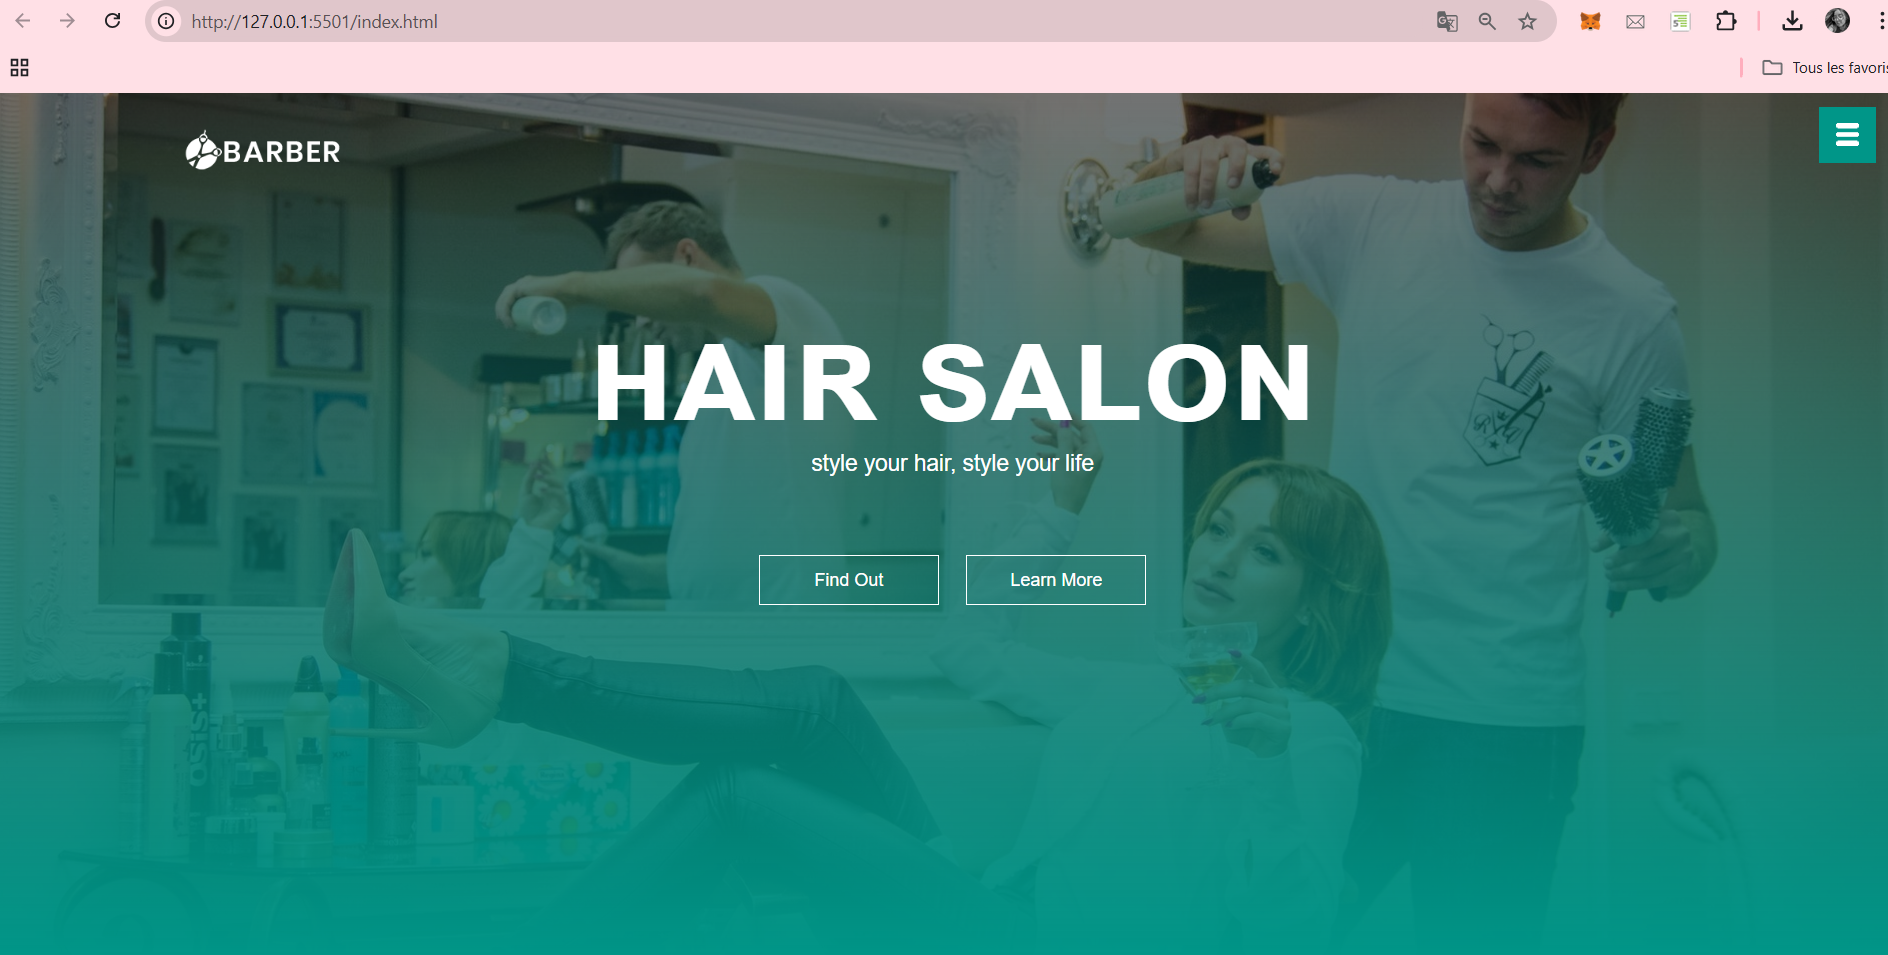 http://127.0.0.1:5501/index.html
Tous les favoris
BARBER
HAIR SALON
style your hair, style your life
Find Out
Learn More
OSIS+